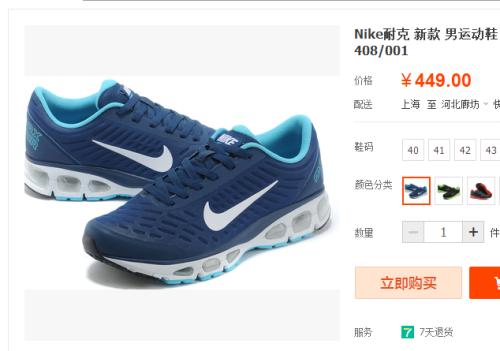 Nike耐克 新款 男运动鞋
408/001
价格 ¥449.00
配送 上海 至 河北廊坊
鞋码 40 41 42 43
颜色分类
数量 − 1 + 件
立即购买
服务 7 7天退货
NIKE